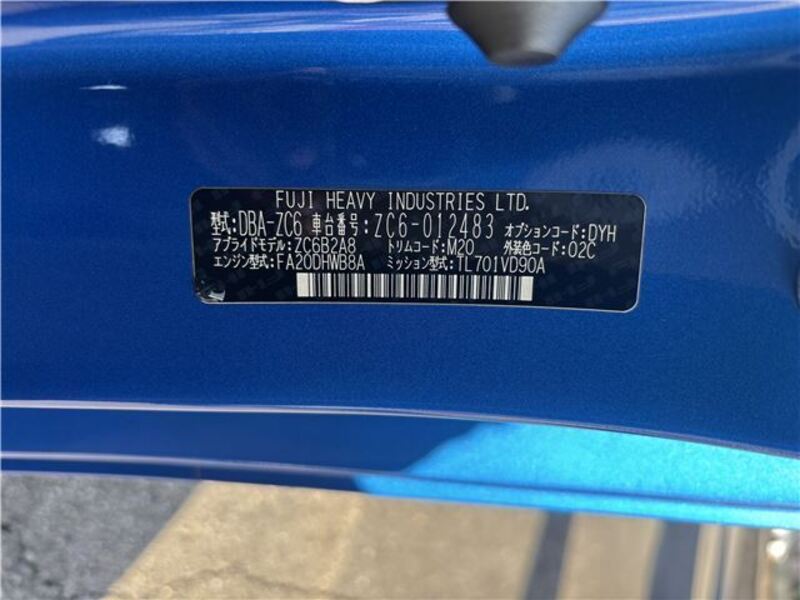 FUJI HEAVY INDUSTRIES LTD.
型式: DBA-ZC6 車台番号: ZC6-012483 オプションコード: DYH
アプライドモデル: ZC6B2A8 トリムコード: M20 外装色コード: 02C
エンジン型式: FA20DHWB8A ミッション型式: TL701VD90A